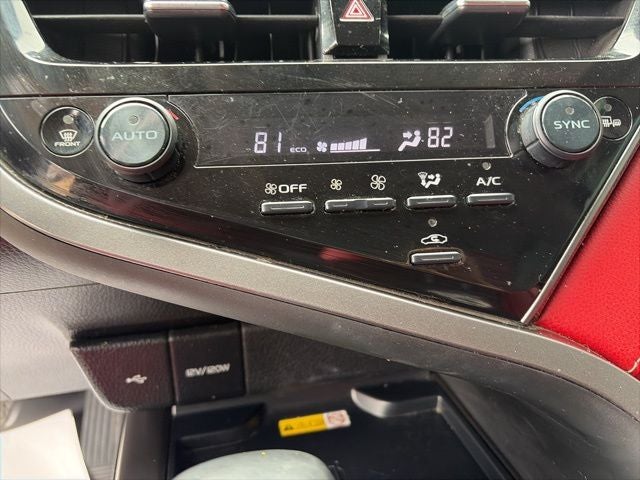 FRONT
AUTO
81 ECO 82
SYNC
OFF
A/C
12V/120W